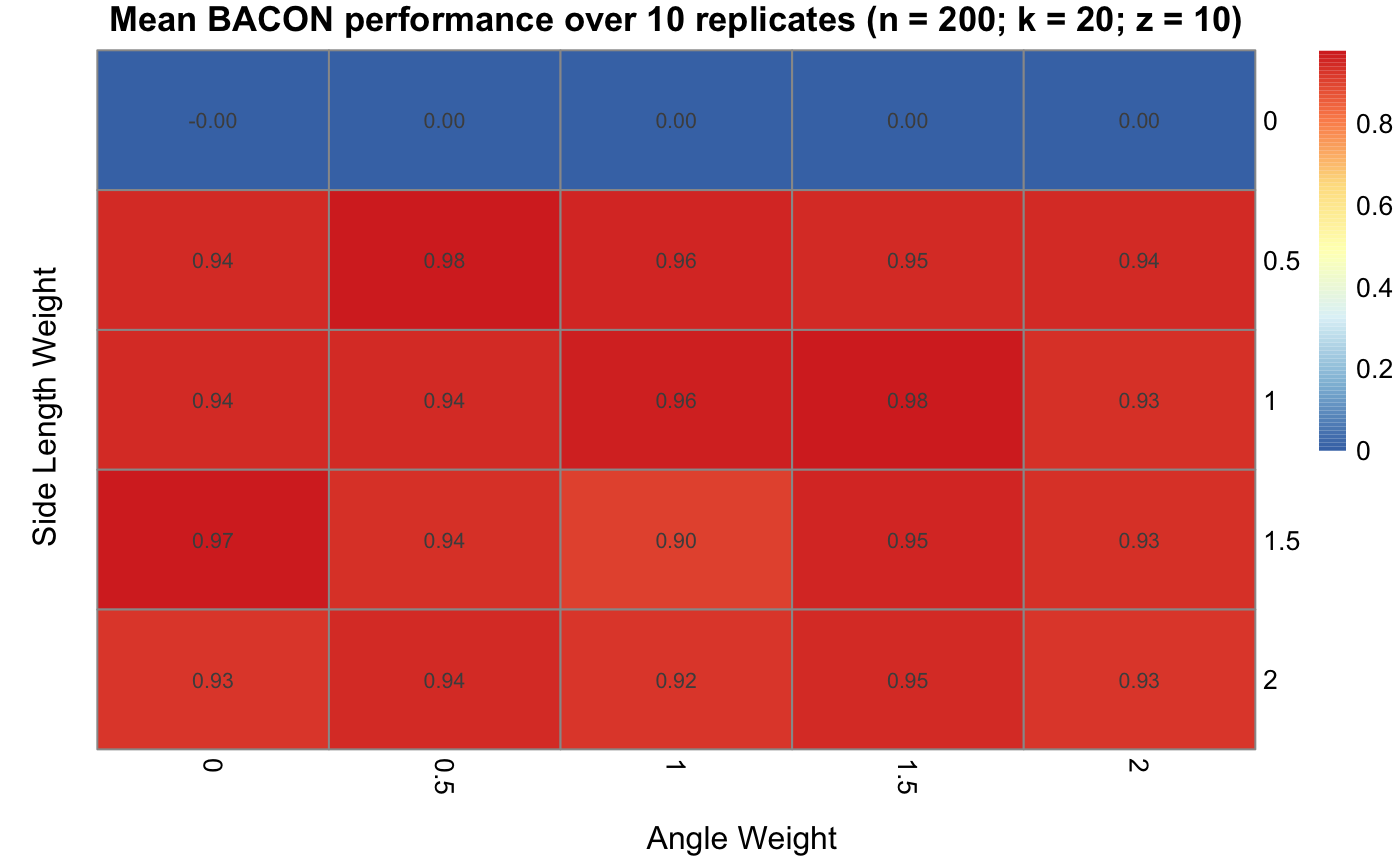 Mean BACON performance over 10 replicates (n = 200; k = 20; z = 10)
-0.00 0.00 0.00 0.00 0.00 0
0.94 0.98 0.96 0.95 0.94 0.5
0.94 0.94 0.96 0.98 0.93 1
0.97 0.94 0.90 0.95 0.93 1.5
0.93 0.94 0.92 0.95 0.93 2
0 0.5 1 1.5 2
Angle Weight
Side Length Weight
0.8
0.6
0.4
0.2
0